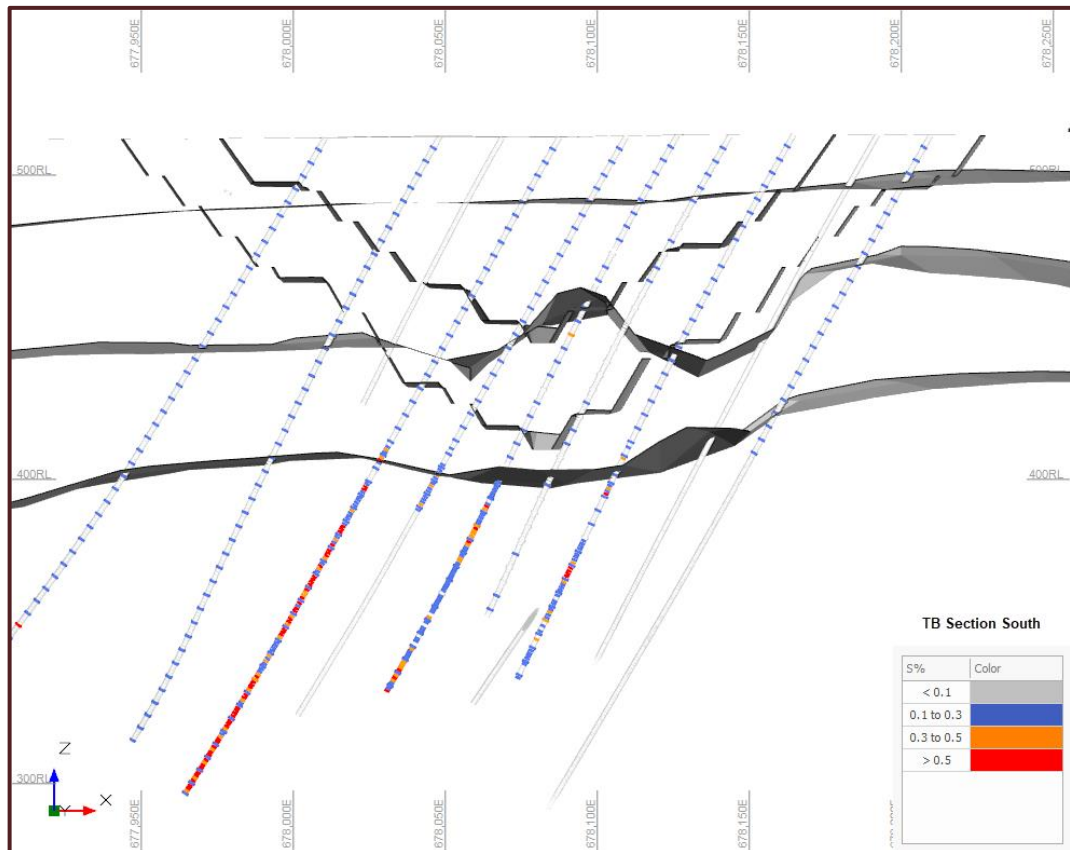 677,950E
678,000E
678,050E
678,100E
678,150E
678,200E
678,250E
500RL
500RL
400RL
400RL
300RL
TB Section South
S% Color
< 0.1
0.1 to 0.3
0.3 to 0.5
> 0.5
Z
Y X
677,950E
678,000E
678,050E
678,100E
678,150E